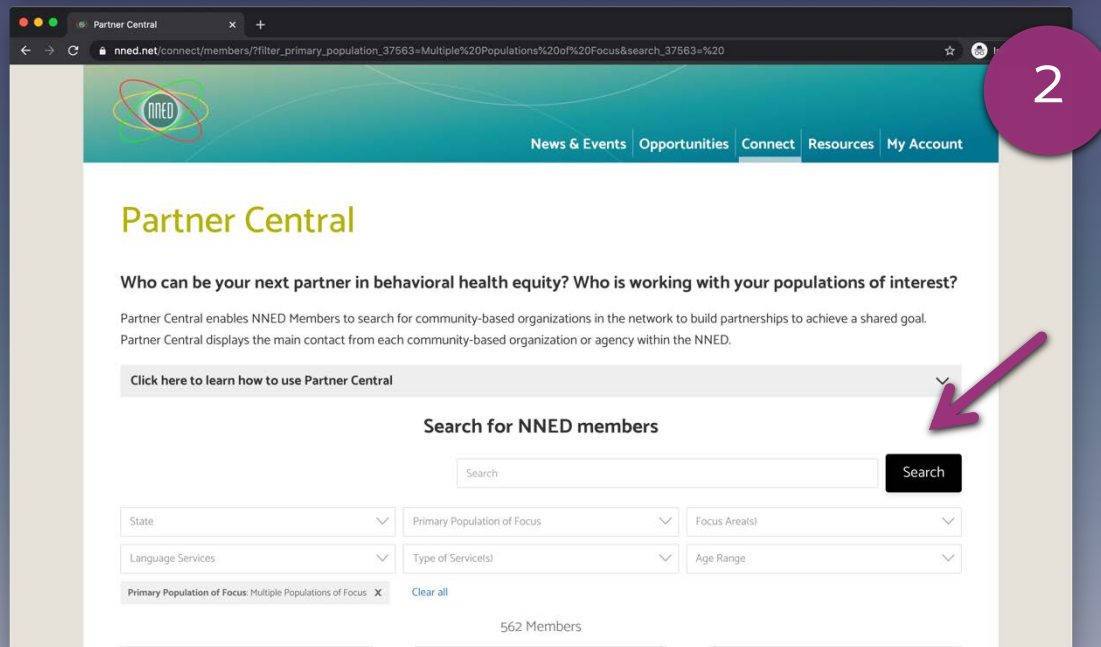 Partner Central
nned.net/connect/members/?filter_primary_population_37563=Multiple%20Populations%20of%20Focus&search_37563=%20
2
NNED
News & Events
Opportunities
Connect
Resources
My Account
Partner Central
Who can be your next partner in behavioral health equity? Who is working with your populations of interest?
Partner Central enables NNED Members to search for community-based organizations in the network to build partnerships to achieve a shared goal.
Partner Central displays the main contact from each community-based organization or agency within the NNED.
Click here to learn how to use Partner Central
Search for NNED members
Search
Search
State
Primary Population of Focus
Focus Area(s)
Language Services
Type of Service(s)
Age Range
Primary Population of Focus: Multiple Populations of Focus X
Clear all
562 Members